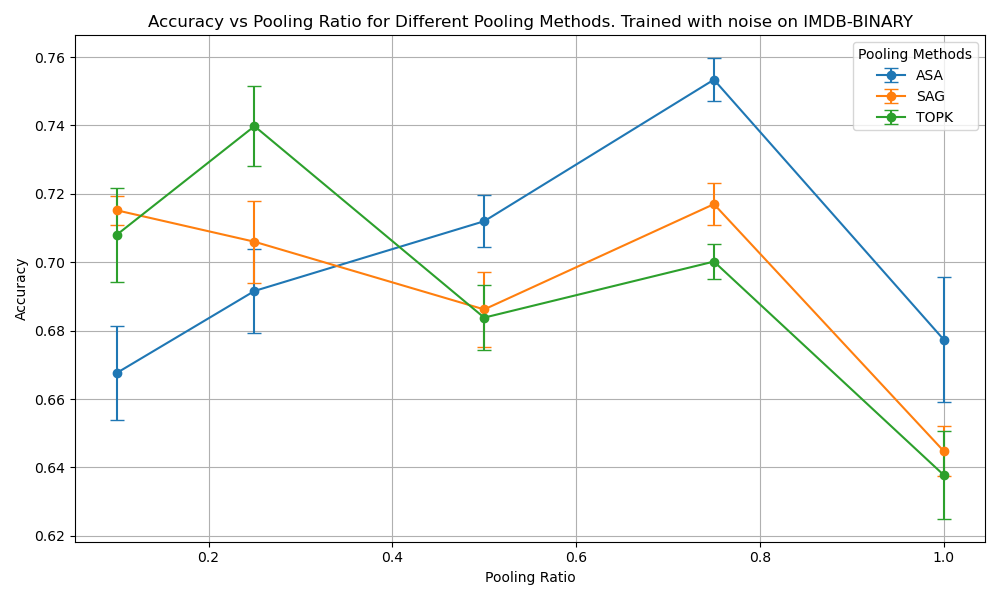 Accuracy vs Pooling Ratio for Different Pooling Methods. Trained with noise on IMDB-BINARY
Pooling Methods
ASA
SAG
TOPK
Accuracy
0.76
0.74
0.72
0.70
0.68
0.66
0.64
0.62
0.2 0.4 0.6 0.8 1.0
Pooling Ratio